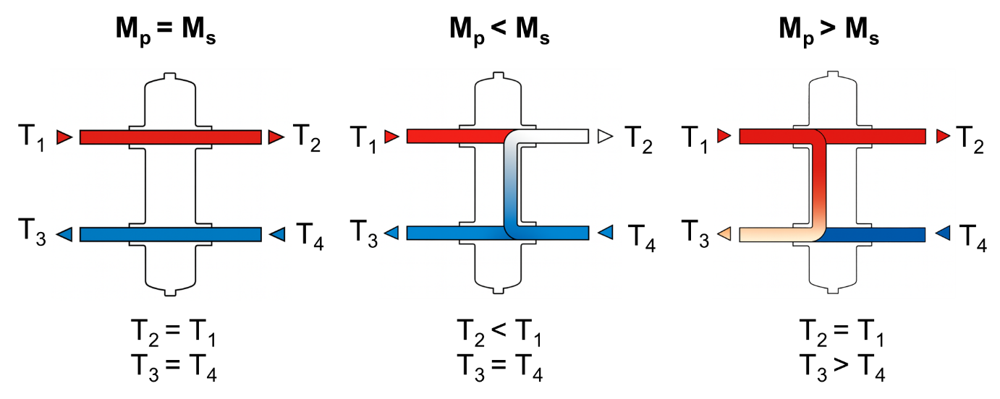 Mp = Ms
T1 T2
T3 T4
T2 = T1
T3 = T4
Mp < Ms
T1 T2
T3 T4
T2 < T1
T3 = T4
Mp > Ms
T1 T2
T3 T4
T2 = T1
T3 > T4